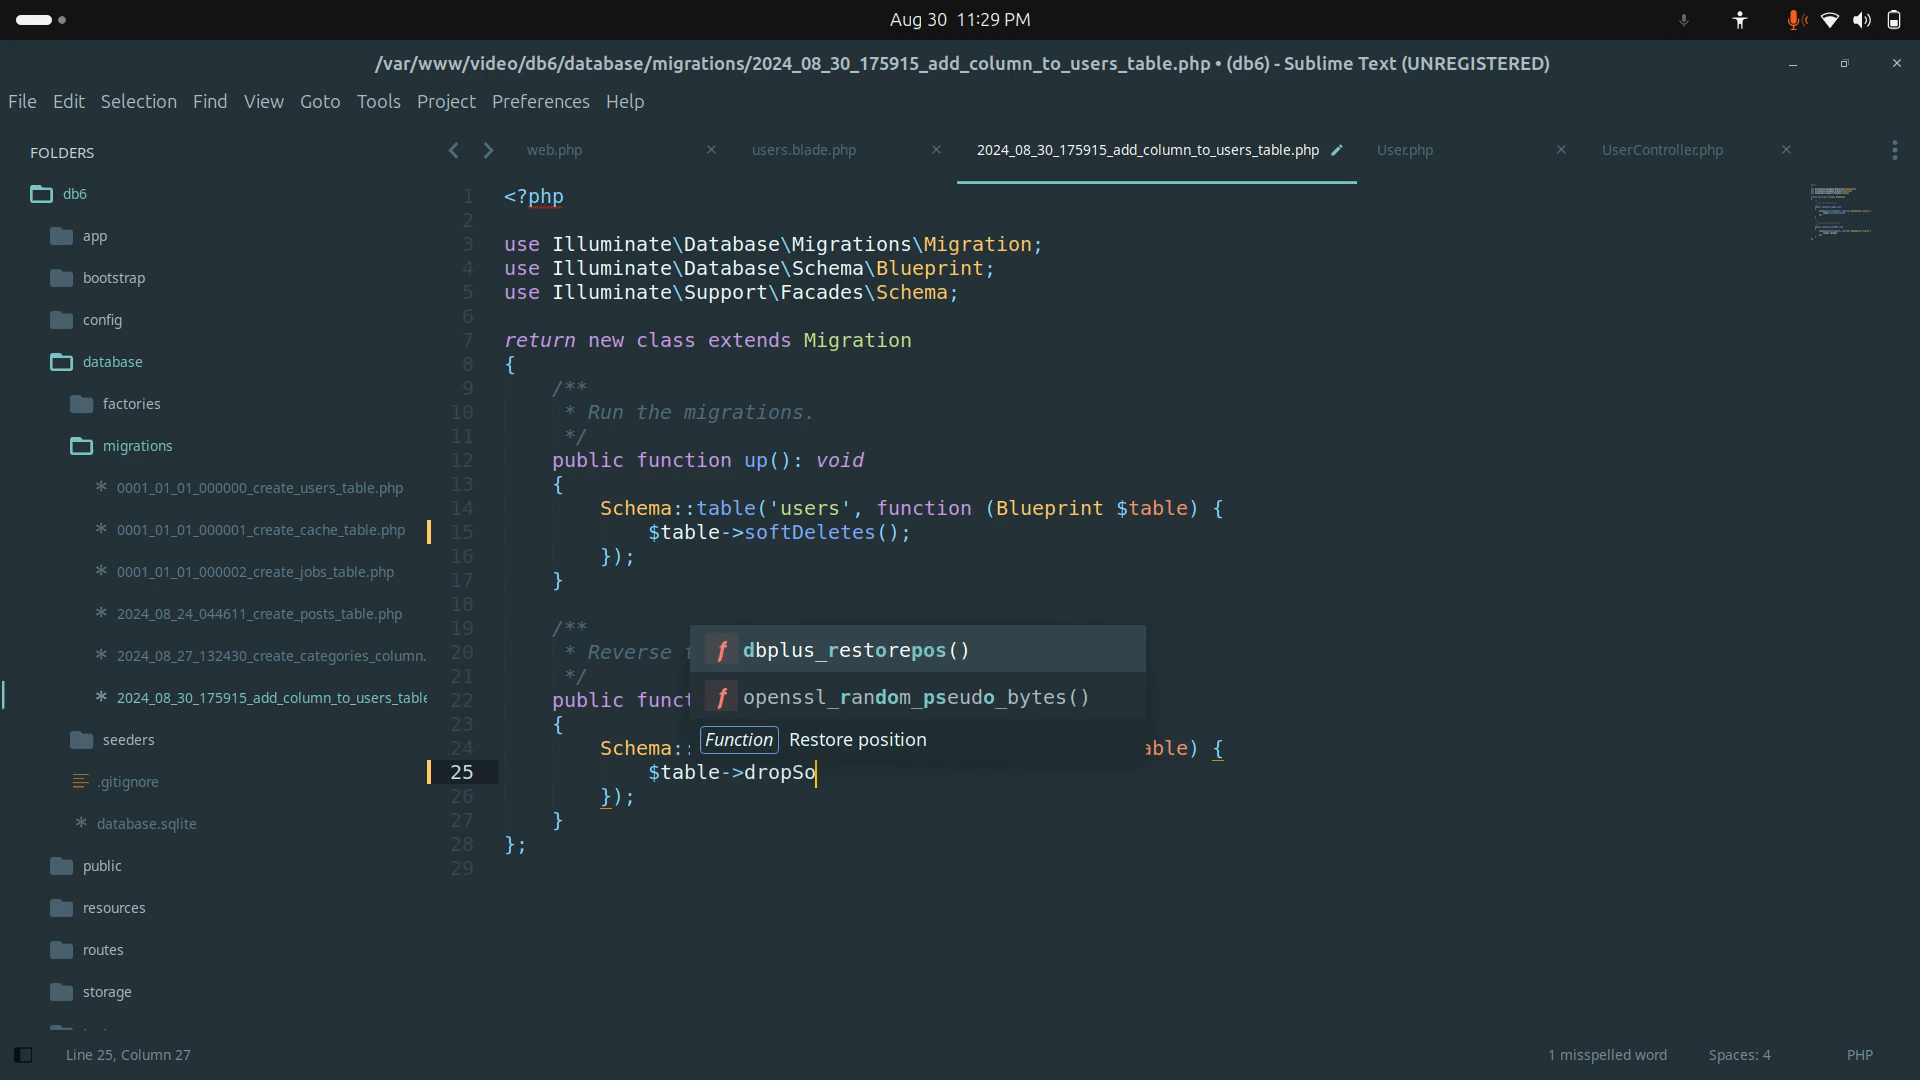 Aug 30 11:29 PM
/var/www/video/db6/database/migrations/2024_08_30_175915_add_column_to_users_table.php • (db6) - Sublime Text (UNREGISTERED)
File Edit Selection Find View Goto Tools Project Preferences Help
FOLDERS
db6
app
bootstrap
config
database
factories
migrations
0001_01_01_000000_create_users_table.php
0001_01_01_000001_create_cache_table.php
0001_01_01_000002_create_jobs_table.php
2024_08_24_044611_create_posts_table.php
2024_08_27_132430_create_categories_column.
2024_08_30_175915_add_column_to_users_table
seeders
.gitignore
database.sqlite
public
resources
routes
storage
web.php users.blade.php 2024_08_30_175915_add_column_to_users_table.php User.php UserController.php
1 <?php
2
3 use Illuminate\Database\Migrations\Migration;
4 use Illuminate\Database\Schema\Blueprint;
5 use Illuminate\Support\Facades\Schema;
6
7 return new class extends Migration
8 {
9 /**
10 * Run the migrations.
11 */
12 public function up(): void
13 {
14 Schema::table('users', function (Blueprint $table) {
15 $table->softDeletes();
16 });
17 }
18
19 /**
20 * Reverse
21 */
22 public funct
23 {
24 Schema:: able) {
25 $table->dropSo
26 });
27 }
28 };
29
f dbplus_restorepos()
f openssl_random_pseudo_bytes()
Function Restore position
Line 25, Column 27 1 misspelled word Spaces: 4 PHP